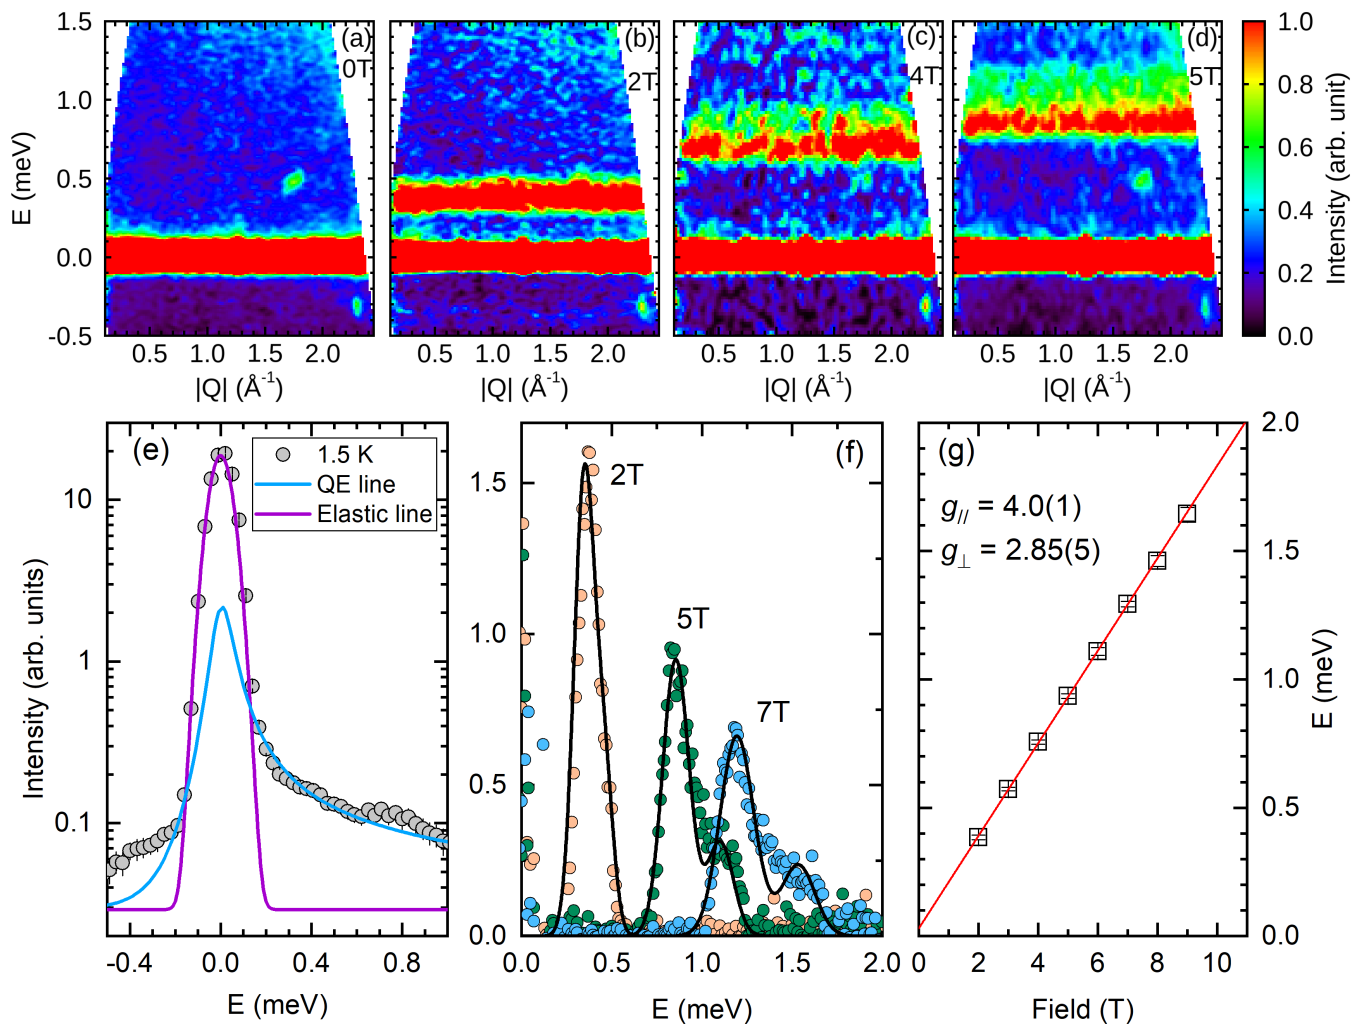 (a)
0T
(b)
2T
(c)
4T
(d)
5T
1.5
1.0
0.5
0.0
-0.5
E (meV)
0.5 1.0 1.5 2.0
|Q| (Å-1)
0.5 1.0 1.5 2.0
|Q| (Å-1)
0.5 1.0 1.5 2.0
|Q| (Å-1)
0.5 1.0 1.5 2.0
|Q| (Å-1)
1.0
0.8
0.6
0.4
0.2
0.0
Intensity (arb. unit)
(e)
1.5 K
QE line
Elastic line
10
1
0.1
Intensity (arb. units)
-0.4 0.0 0.4 0.8
E (meV)
(f)
2T
5T
7T
1.5
1.0
0.5
0.0
0.0 0.5 1.0 1.5 2.0
E (meV)
(g)
g// = 4.0(1)
g⊥ = 2.85(5)
2.0
1.5
1.0
0.5
0.0
E (meV)
0 2 4 6 8 10
Field (T)